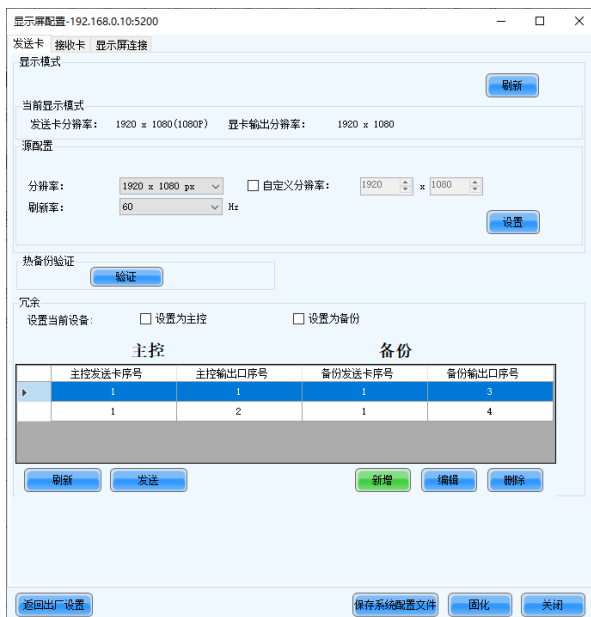 显示屏配置-192.168.0.10:5200
发送卡 接收卡 显示屏连接
显示模式
刷新
当前显示模式
发送卡分辨率: 1920 x 1080(1080P) 显卡输出分辨率: 1920 x 1080
源配置
分辨率: 1920 x 1080 px 自定义分辨率: 1920 x 1080
刷新率: 60 Hz
设置
热备份验证
验证
冗余
设置当前设备: 设置为主控 设置为备份
主控 备份
主控发送卡序号 主控输出口序号 备份发送卡序号 备份输出口序号
1 1 1 3
1 2 1 4
刷新 发送 新增 编辑 删除
返回出厂设置 保存系统配置文件 固化 关闭